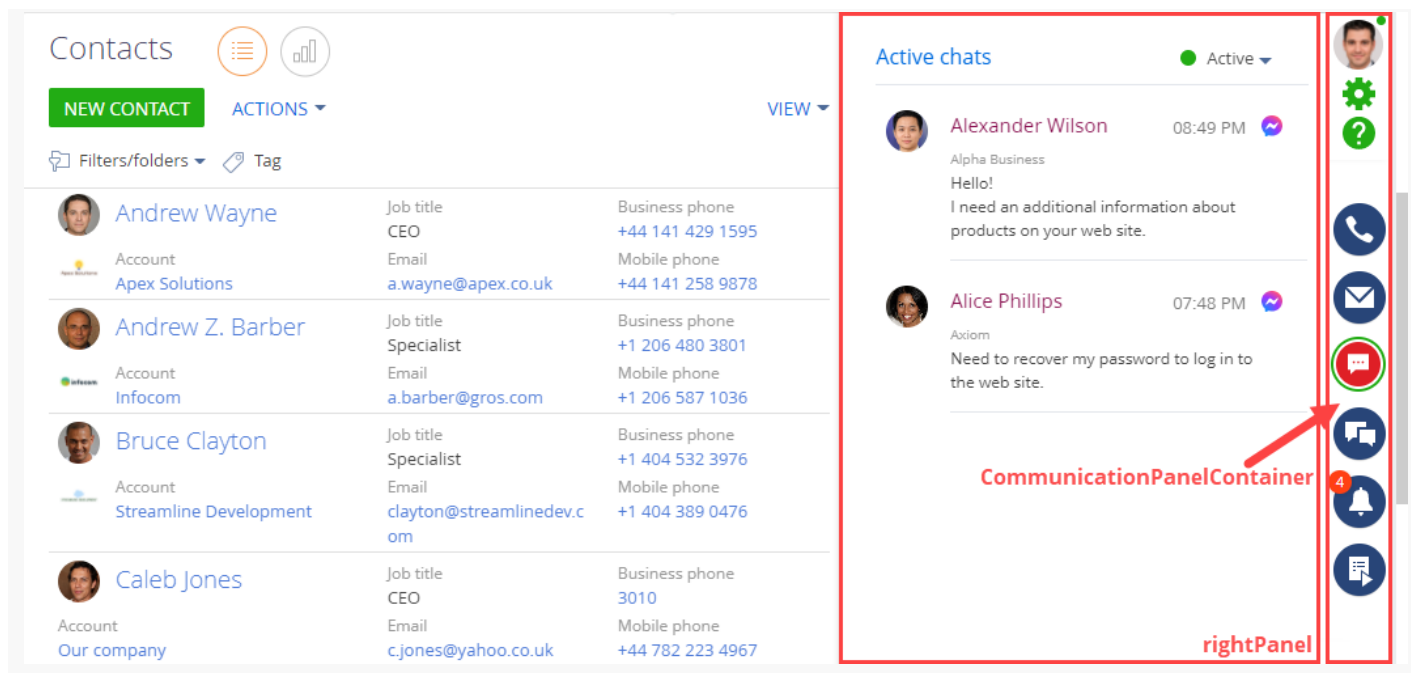 Contacts
NEW CONTACT ACTIONS VIEW
Filters/folders Tag
Andrew Wayne
Job title
CEO
Business phone
+44 141 429 1595
Account
Apex Solutions
Email
a.wayne@apex.co.uk
Mobile phone
+44 141 258 9878
Andrew Z. Barber
Job title
Specialist
Business phone
+1 206 480 3801
infocom
Account
Infocom
Email
a.barber@gros.com
Mobile phone
+1 206 587 1036
Bruce Clayton
Job title
Specialist
Business phone
+1 404 532 3976
Account
Streamline Development
Email
clayton@streamlinedev.c
om
Mobile phone
+1 404 389 0476
Caleb Jones
Job title
CEO
Business phone
3010
Account
Our company
Email
c.jones@yahoo.co.uk
Mobile phone
+44 782 223 4967
Active chats
Active
Alexander Wilson 08:49 PM
Alpha Business
Hello!
I need an additional information about
products on your web site.
Alice Phillips 07:48 PM
Axiom
Need to recover my password to log in to
the web site.
CommunicationPanelContainer
rightPanel
?
4